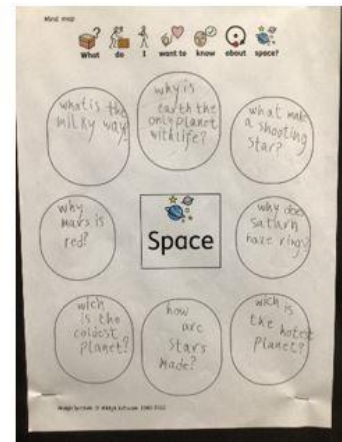 Mind map
What do I want to know about space?
what is the
milky way?
why is
earth the
only planet
with life?
what make
a shooting
star?
why
mars is
red?
Space
why does
saturn
have rings?
wich
is the
coldest
planet?
how
are
stars
made?
wich is
the hotest
planet?